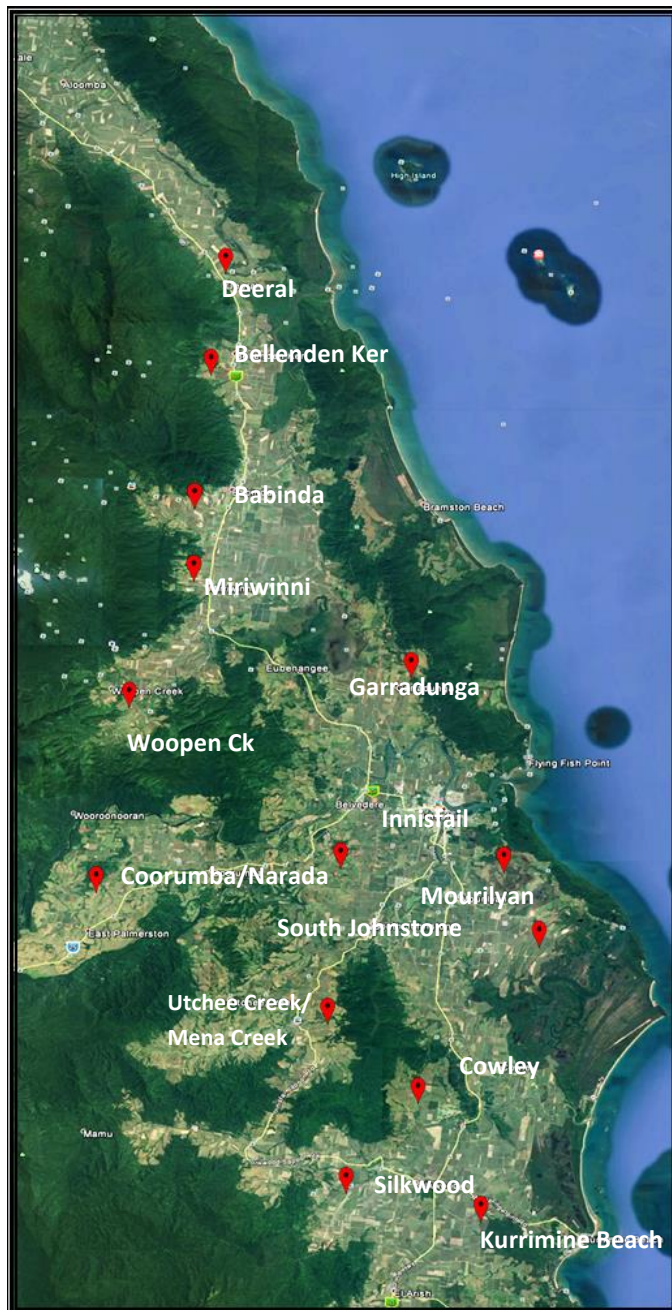 Aloomba
High Island
Deeral
Bellenden Ker
Babinda
Bramston Beach
Miriwinni
Eubenangee
Garradunga
Woopen Creek
Woopen Ck
Flying Fish Point
Belvedere
Innisfail
Wooroonooran
Coorumba/Narada
Mourilyan
South Johnstone
East Palmerston
Utchee Creek/
Mena Creek
Cowley
Mamu
Silkwood
Kurrimine Beach
El Arish